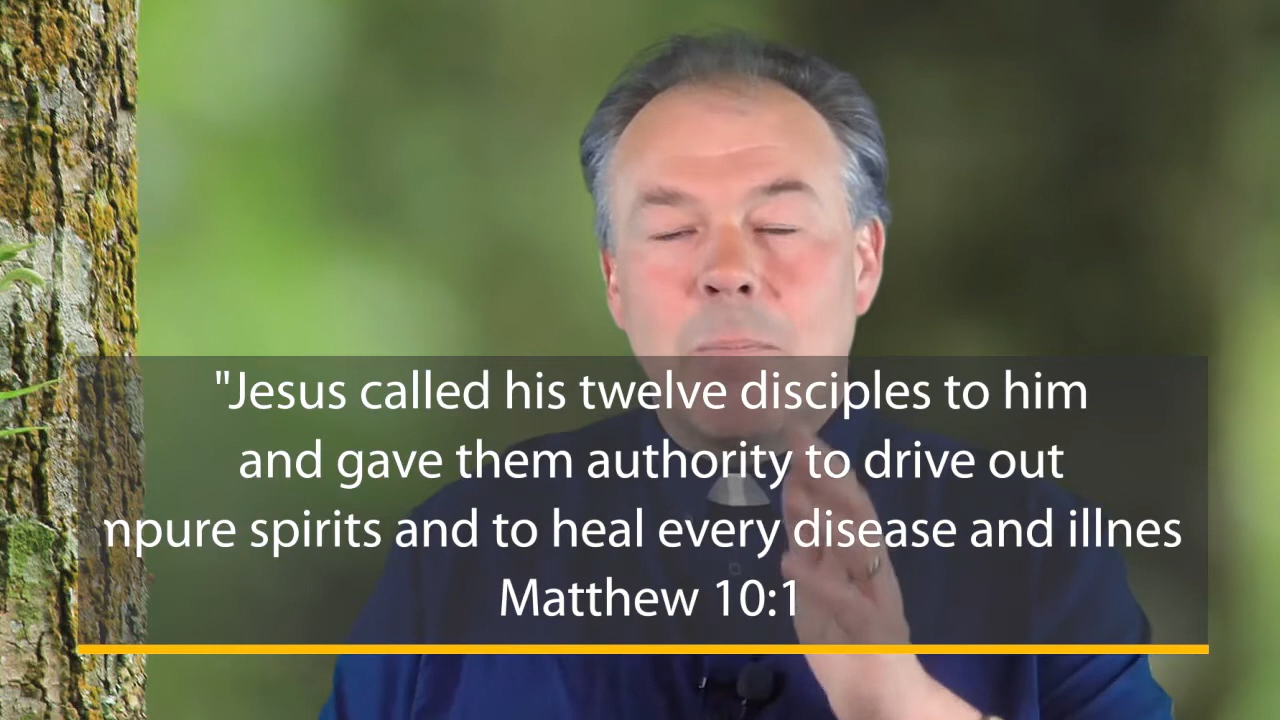 "Jesus called his twelve disciples to him
and gave them authority to drive out
npure spirits and to heal every disease and illnes
Matthew 10:1